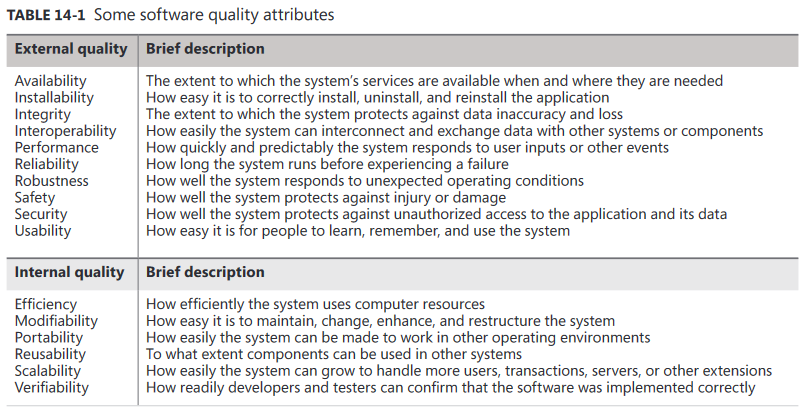 TABLE 14-1 Some software quality attributes
External quality Brief description
Availability The extent to which the system's services are available when and where they are needed
Installability How easy it is to correctly install, uninstall, and reinstall the application
Integrity The extent to which the system protects against data inaccuracy and loss
Interoperability How easily the system can interconnect and exchange data with other systems or components
Performance How quickly and predictably the system responds to user inputs or other events
Reliability How long the system runs before experiencing a failure
Robustness How well the system responds to unexpected operating conditions
Safety How well the system protects against injury or damage
Security How well the system protects against unauthorized access to the application and its data
Usability How easy it is for people to learn, remember, and use the system
Internal quality Brief description
Efficiency How efficiently the system uses computer resources
Modifiability How easy it is to maintain, change, enhance, and restructure the system
Portability How easily the system can be made to work in other operating environments
Reusability To what extent components can be used in other systems
Scalability How easily the system can grow to handle more users, transactions, servers, or other extensions
Verifiability How readily developers and testers can confirm that the software was implemented correctly